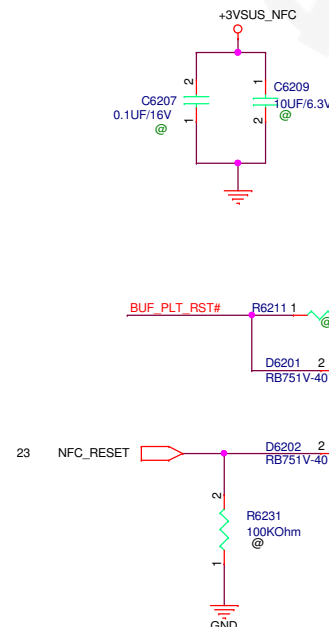 +3VSUS_NFC
2
1
C6207
0.1UF/16V
@
1
2
C6209
10UF/6.3V
@
BUF_PLT_RST#
R6211 1
@
D6201 2
RB751V-40
23 NFC_RESET
D6202 2
RB751V-40
2
1
R6231
100KOhm
@
GND